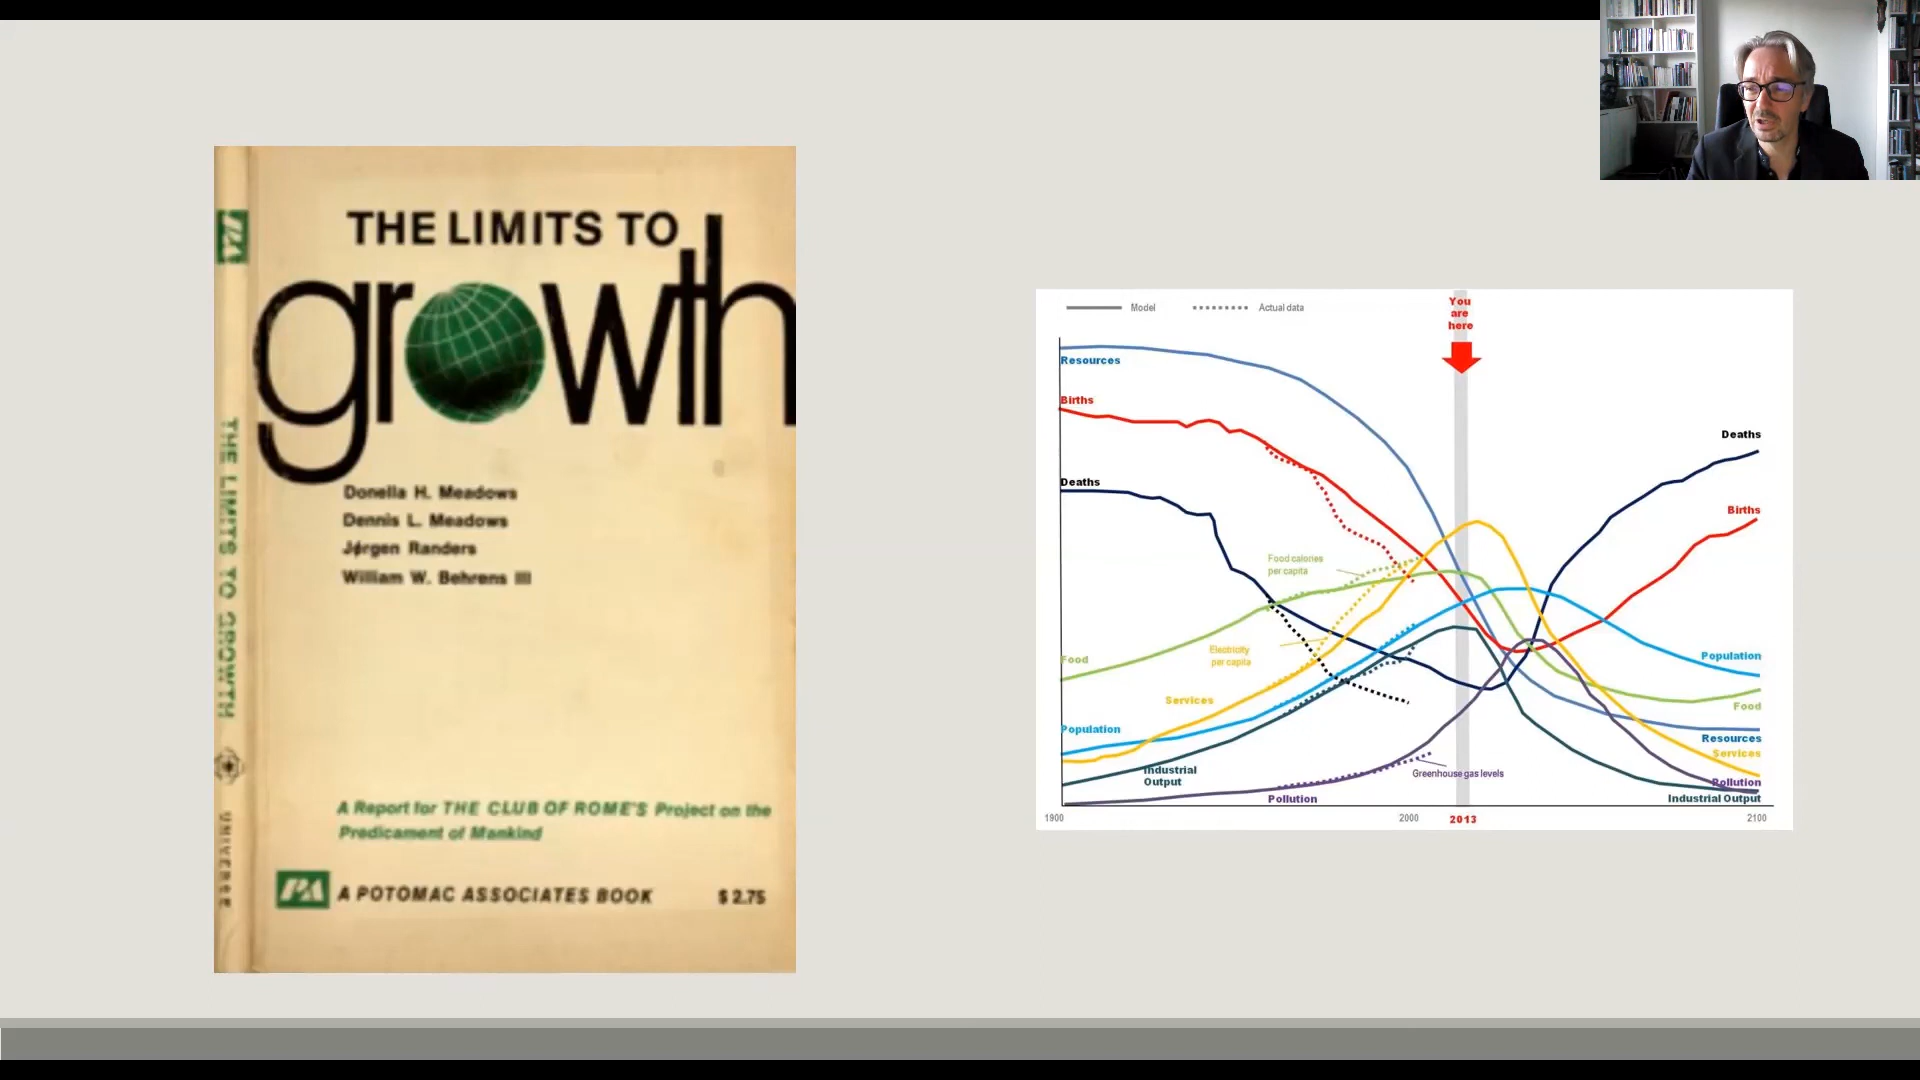 THE LIMITS TO
growth
Donella H. Meadows
Dennis L. Meadows
Jørgen Randers
William W. Behrens III
A Report for THE CLUB OF ROME'S Project on the
Predicament of Mankind
PA
A POTOMAC ASSOCIATES BOOK
$2.75
PA
THE LIMITS TO GROWTH
UNIVERSE
Model
Actual data
You
are
here
Resources
Births
Deaths
Food calories
per capita
Electricity
per capita
Food
Services
Population
Industrial
Output
Pollution
Greenhouse gas levels
Deaths
Births
Population
Food
Resources
Services
Pollution
Industrial Output
1900
2000
2013
2100